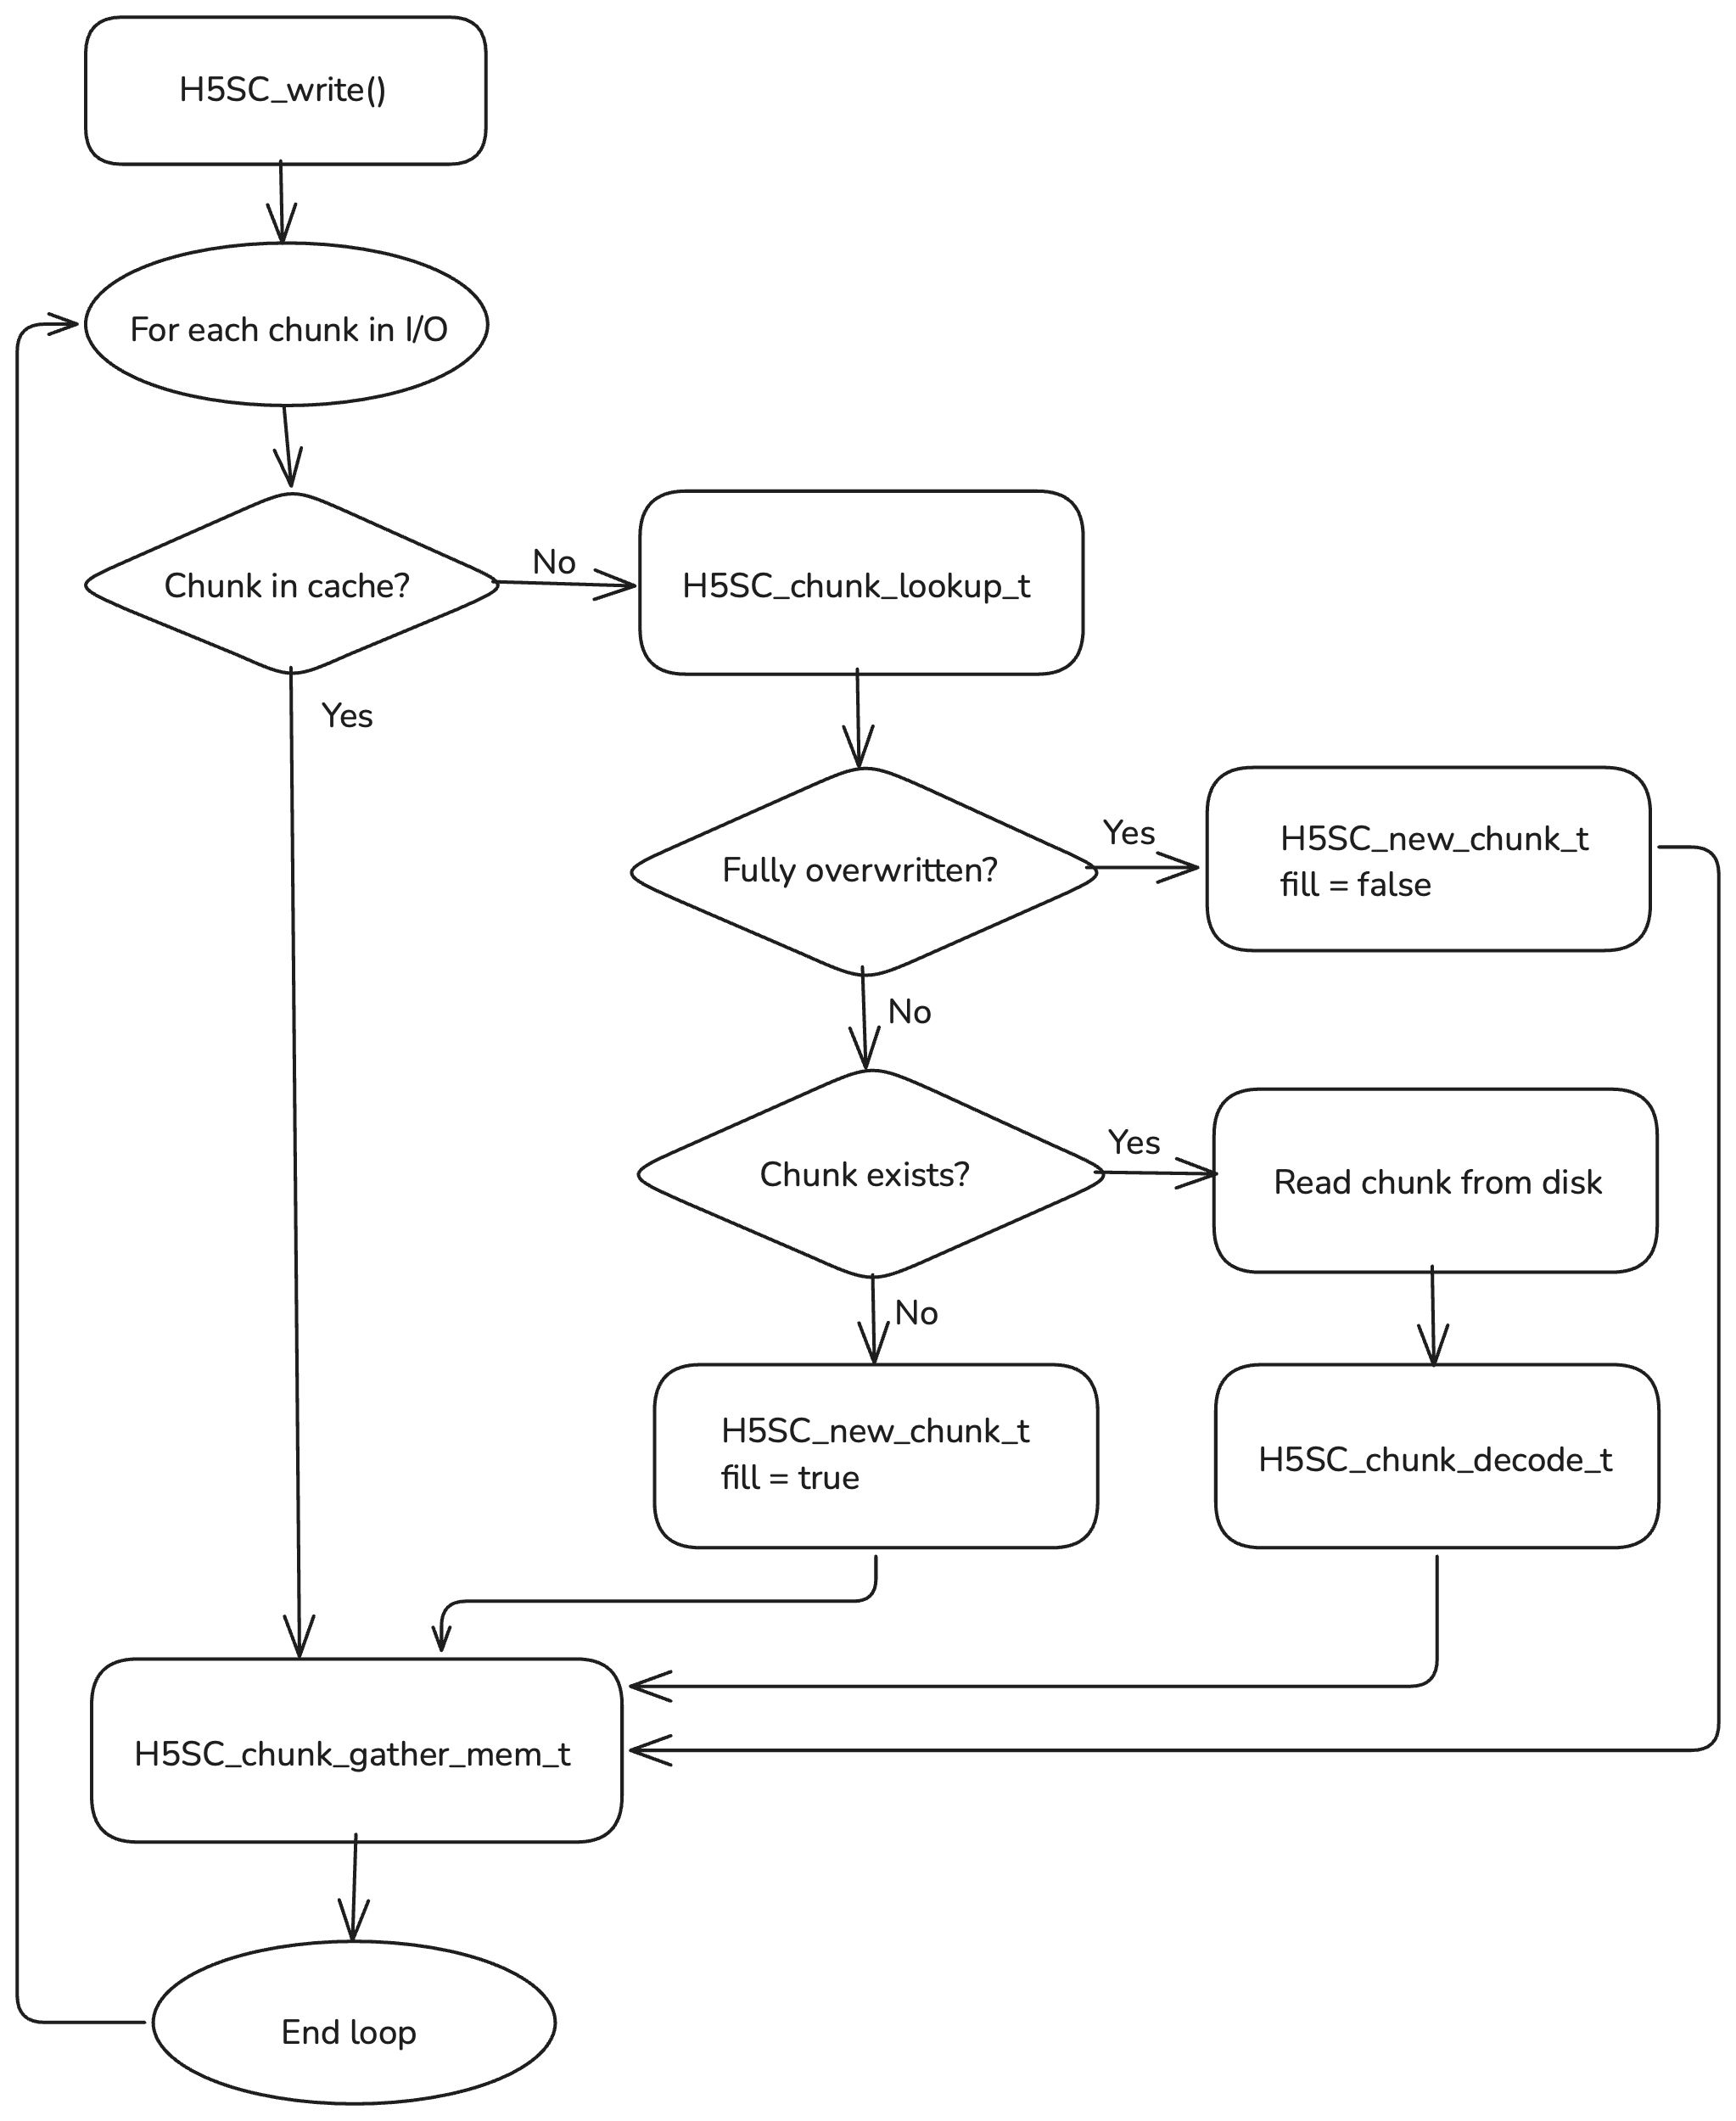 H5SC_write()
For each chunk in I/O
Chunk in cache?
No
H5SC_chunk_lookup_t
Yes
Fully overwritten?
Yes
H5SC_new_chunk_t
fill = false
No
Chunk exists?
Yes
Read chunk from disk
No
H5SC_new_chunk_t
fill = true
H5SC_chunk_decode_t
H5SC_chunk_gather_mem_t
End loop